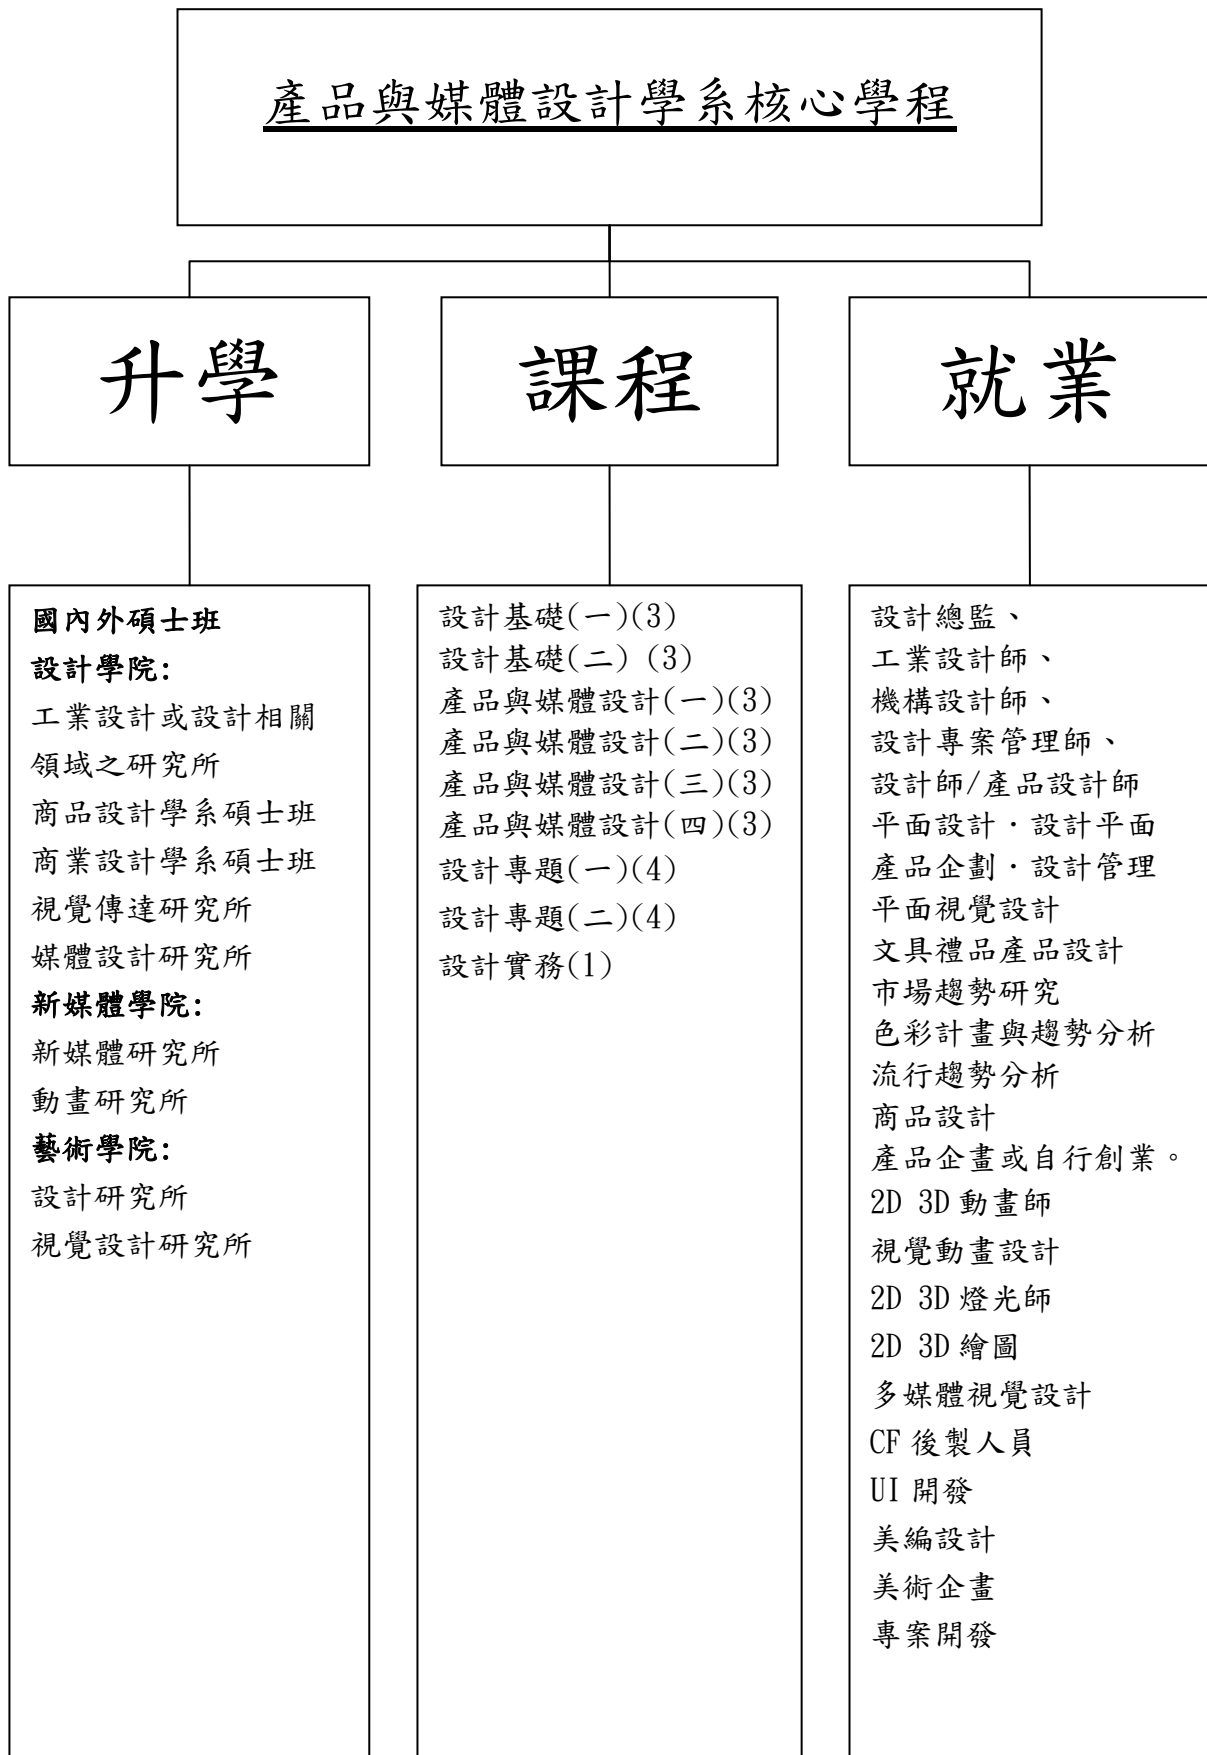 產品與媒體設計學系核心學程
升學
課程
就業
國內外碩士班
設計學院:
工業設計或設計相關
領域之研究所
商品設計學系碩士班
商業設計學系碩士班
視覺傳達研究所
媒體設計研究所
新媒體學院:
新媒體研究所
動畫研究所
藝術學院:
設計研究所
視覺設計研究所
設計基礎(一)(3)
設計基礎(二) (3)
產品與媒體設計(一)(3)
產品與媒體設計(二)(3)
產品與媒體設計(三)(3)
產品與媒體設計(四)(3)
設計專題(一)(4)
設計專題(二)(4)
設計實務(1)
設計總監、
工業設計師、
機構設計師、
設計專案管理師、
設計師/產品設計師
平面設計．設計平面
產品企劃．設計管理
平面視覺設計
文具禮品產品設計
市場趨勢研究
色彩計畫與趨勢分析
流行趨勢分析
商品設計
產品企畫或自行創業。
2D 3D 動畫師
視覺動畫設計
2D 3D 燈光師
2D 3D 繪圖
多媒體視覺設計
CF 後製人員
UI 開發
美編設計
美術企畫
專案開發